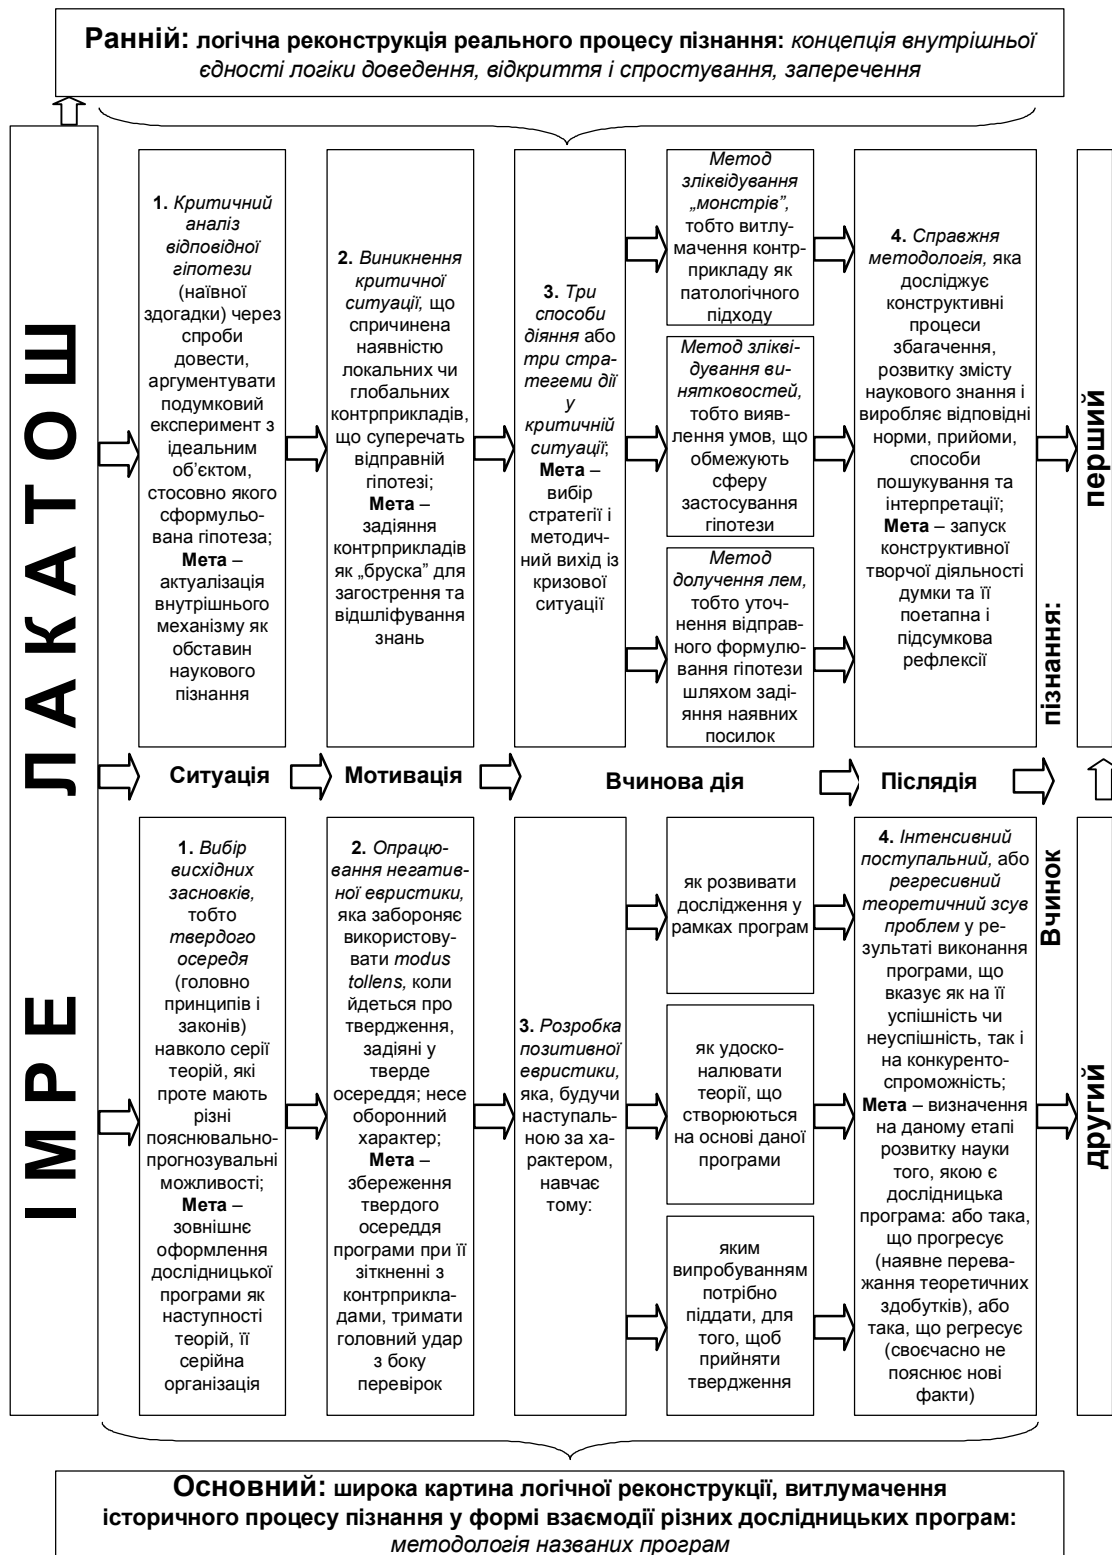 Ранній: логічна реконструкція реального процесу пізнання: концепція внутрішньої
єдності логіки доведення, відкриття і спростування, заперечення
ІМРЕ ЛАКАТОШ
1. Критичний
аналіз
відповідної
гіпотези
(наївної
здогадки) через
спроби
довести,
аргументувати
подумковий
експеримент з
ідеальним
об’єктом,
стосовно якого
сформульо-
вана гіпотеза;
Мета –
актуалізація
внутрішнього
механізму як
обставин
наукового
пізнання
2. Виникнення
критичної
ситуації, що
спричинена
наявністю
локальних чи
глобальних
контрприкладів,
що суперечать
відправній
гіпотезі;
Мета –
задіяння
контрприкладів
як „бруска” для
загострення та
відшліфування
знань
3. Три
способи
діяння або
три стра-
тегеми дії
у
критичній
ситуації;
Мета –
вибір
стратегії і
методич-
ний вихід із
кризової
ситуації
Метод
зліквідування
„монстрів”,
тобто витлу-
мачення контр-
прикладу як
патологічного
підходу
Метод злікві-
дування ви-
нятковостей,
тобто вияв-
лення умов, що
обмежують
сферу
застосування
гіпотези
Метод
долучення лем,
тобто уточ-
нення відправ-
ного формулю-
вання гіпотези
шляхом заді-
яння наявних
посилок
4. Справжня
методологія, яка
досліджує
конструктивні
процеси
збагачення,
розвитку змісту
наукового знання і
виробляє відповідні
норми, прийоми,
способи
пошукування та
інтерпретації;
Мета – запуск
конструктивної
творчої діяльності
думки та її
поетапна і
підсумкова
рефлексії
перший
Ситуація
Мотивація
Вчинова дія
Післядія
Вчинок пізнання:
1. Вибір
висхідних
засновків,
тобто
твердого
осередя
(головно
принципів і
законів)
навколо серії
теорій, які
проте мають
різні
пояснювально-
прогнозувальні
можливості;
Мета –
зовнішнє
оформлення
дослідницької
програми як
наступності
теорій, її
серійна
організація
2. Опрацю-
вання негатив-
ної евристики,
яка забороняє
використову-
вати modus
tollens, коли
йдеться про
твердження,
задіяні у
тверде
осереддя; несе
оборонний
характер;
Мета –
збереження
твердого
осереддя
програми при її
зіткненні з
контрприкла-
дами, тримати
головний удар
з боку
перевірок
3. Розробка
позитивної
евристики,
яка, будучи
наступаль-
ною за ха-
рактером,
навчає
тому:
як розвивати
дослідження у
рамках програм
як удоско-
налювати
теорії, що
створюються
на основі даної
програми
яким
випробуванням
потрібно
піддати, для
того, щоб
прийняти
твердження
4. Інтенсивний
поступальний, або
регресивний
теоретичний зсув
проблем у ре-
зультаті виконання
програми, що
вказує як на її
успішність чи
неуспішність, так і
на конкуренто-
спроможність;
Мета – визначення
на даному етапі
розвитку науки
того, якою є
дослідницька
програма: або така,
що прогресує
(наявне перева-
жання теоретичних
здобутків), або
така, що регресує
(своєчасно не
пояснює нові
факти)
другий
Основний: широка картина логічної реконструкції, витлумачення
історичного процесу пізнання у формі взаємодії різних дослідницьких програм:
методологія названих програм